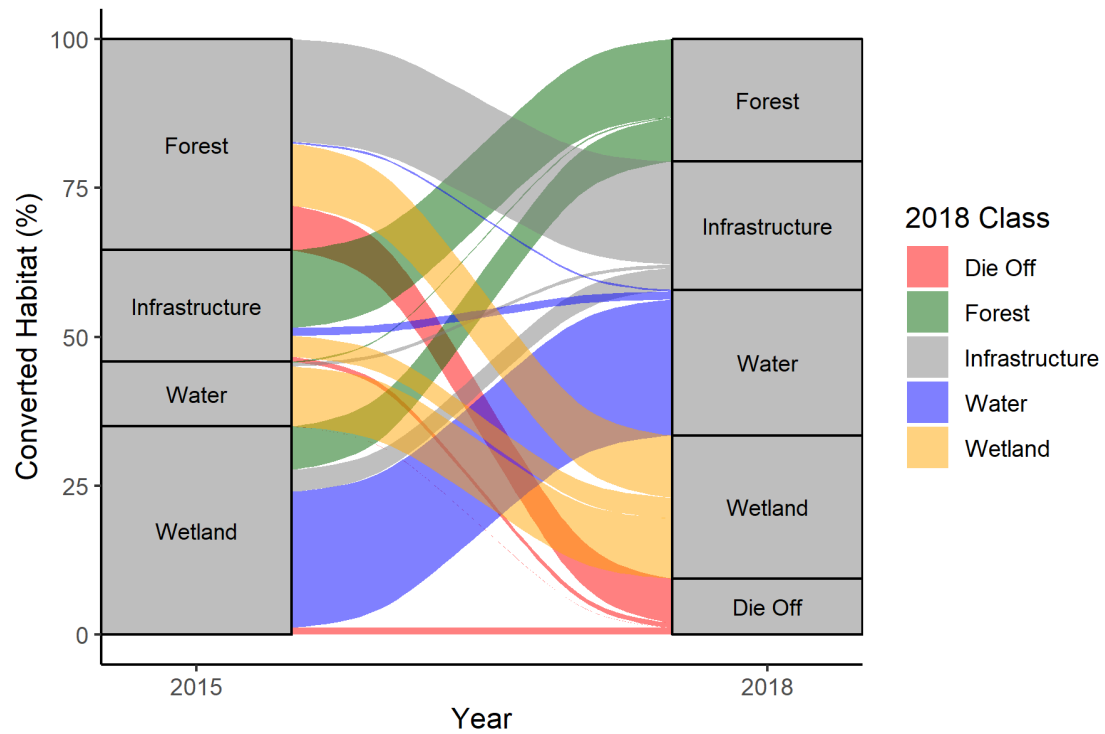 Converted Habitat (%)
100
75
50
25
0
Forest
Infrastructure
Water
Wetland
Forest
Infrastructure
Water
Wetland
Die Off
2015
2018
Year
2018 Class
Die Off
Forest
Infrastructure
Water
Wetland